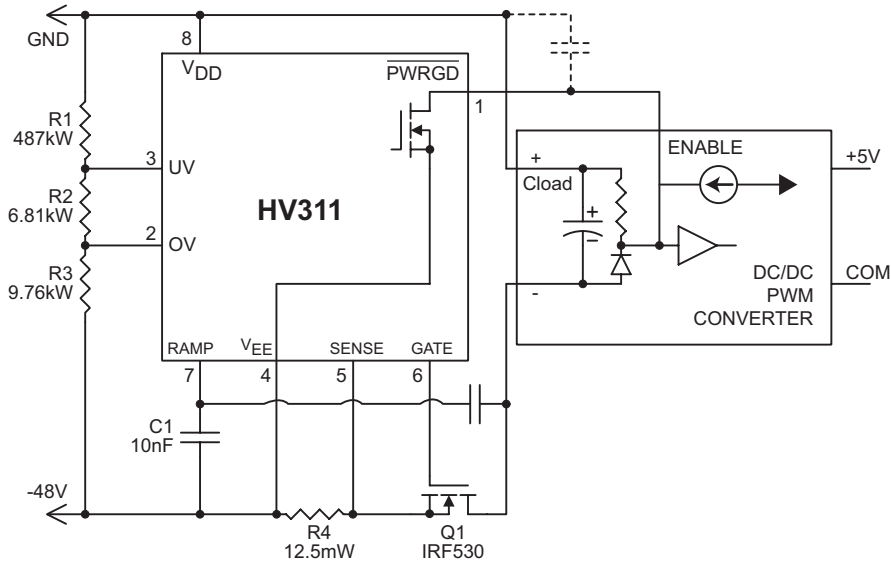 GND
8
VDD
PWRGD
1
R1
487kW
3
UV
ENABLE
+5V
+
Cload
R2
6.81kW
HV311
2
OV
+
−
R3
9.76kW
DC/DC
PWM
CONVERTER
COM
-
RAMP
VEE
SENSE
GATE
7
4
5
6
C1
10nF
-48V
R4
12.5mW
Q1
IRF530